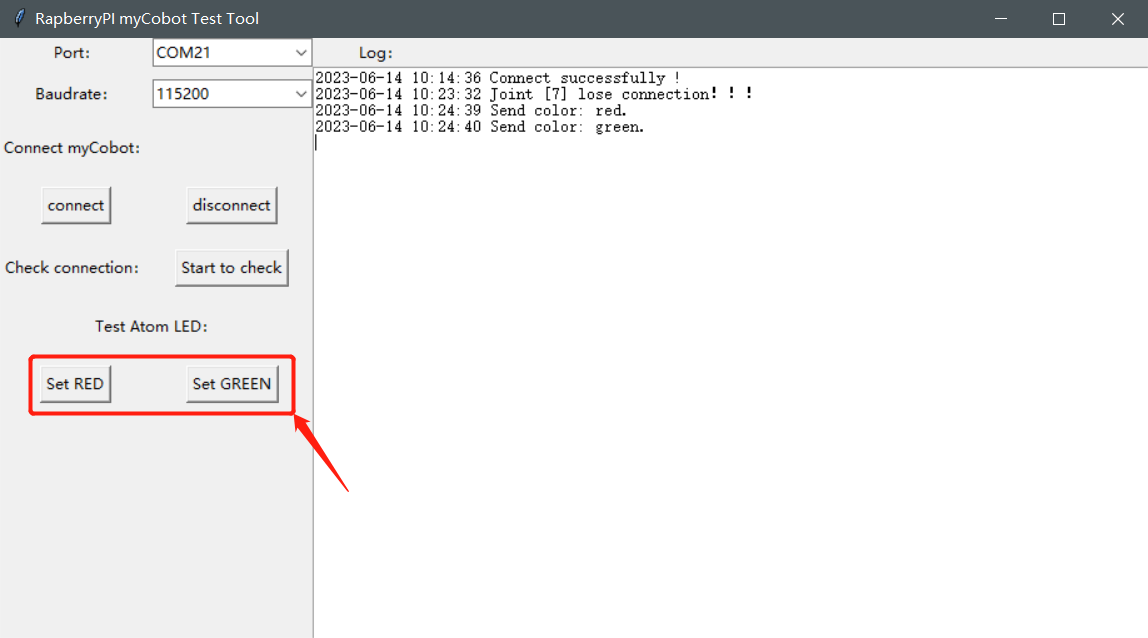 RapberryPI myCobot Test Tool
Port:
COM21
Baudrate:
115200
Connect myCobot:
connect
disconnect
Check connection:
Start to check
Test Atom LED:
Set RED
Set GREEN
Log:
2023-06-14 10:14:36 Connect successfully !
2023-06-14 10:23:32 Joint [7] lose connection！！！
2023-06-14 10:24:39 Send color: red.
2023-06-14 10:24:40 Send color: green.